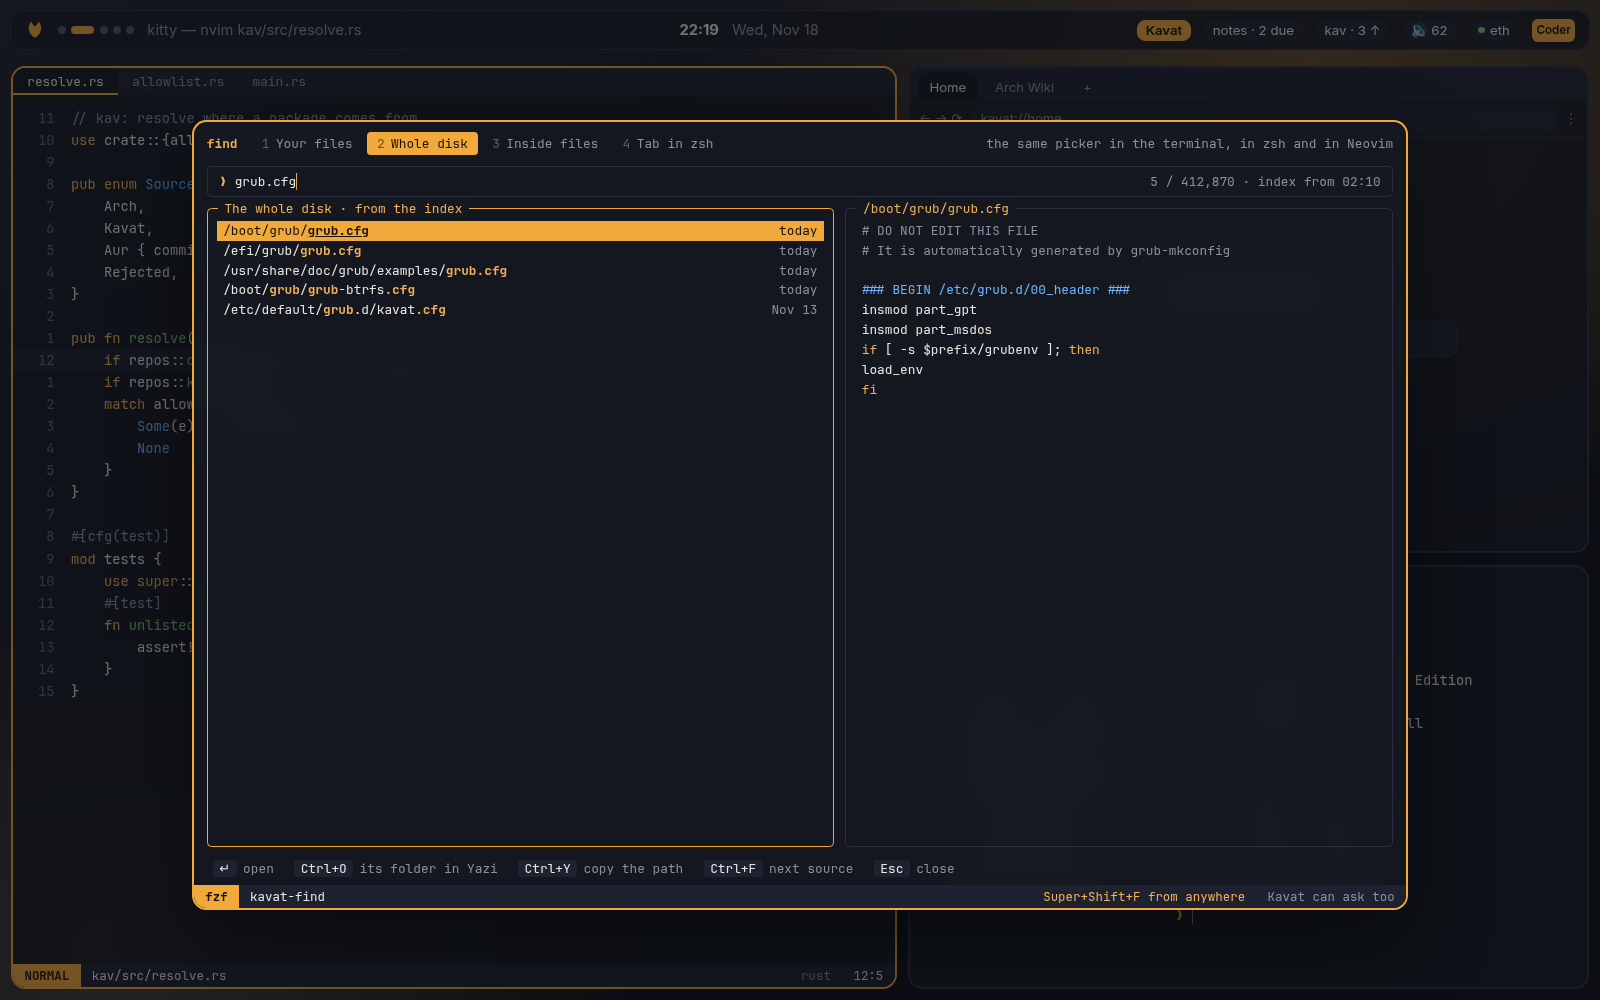 kitty — nvim kav/src/resolve.rs
22:19 Wed, Nov 18
Kavat notes · 2 due kav · 3 ↑ 62 eth Coder
resolve.rs allowlist.rs main.rs
11 // kav: resolve where a package comes from
10 use crate::{all
9
8 pub enum Source
7 Arch,
6 Kavat,
5 Aur { commi
4 Rejected,
3 }
2
1 pub fn resolve(
12 if repos::
1 if repos::k
2 match allow
3 Some(e)
4 None
5 }
6 }
7
8 #[cfg(test)]
9 mod tests {
10 use super::
11 #[test]
12 fn unlisted
13 assert!
14 }
15 }
NORMAL kav/src/resolve.rs rust 12:5
Home Arch Wiki +
← → ⟳ kavat://home ⋮
find 1 Your files 2 Whole disk 3 Inside files 4 Tab in zsh the same picker in the terminal, in zsh and in Neovim
❯ grub.cfg 5 / 412,870 · index from 02:10
The whole disk · from the index
/boot/grub/grub.cfg today
/efi/grub/grub.cfg today
/usr/share/doc/grub/examples/grub.cfg today
/boot/grub/grub-btrfs.cfg today
/etc/default/grub.d/kavat.cfg Nov 13
/boot/grub/grub.cfg
# DO NOT EDIT THIS FILE
# It is automatically generated by grub-mkconfig
### BEGIN /etc/grub.d/00_header ###
insmod part_gpt
insmod part_msdos
if [ -s $prefix/grubenv ]; then
load_env
fi
↵ open Ctrl+O its folder in Yazi Ctrl+Y copy the path Ctrl+F next source Esc close
fzf kavat-find Super+Shift+F from anywhere Kavat can ask too
Edition
ll
❯